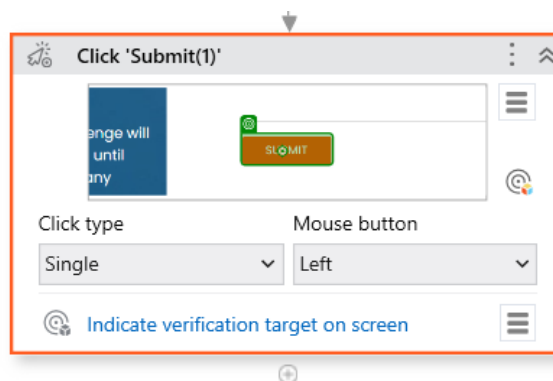 Click 'Submit(1)'
enge will
until
any
SUBMIT
Click type
Mouse button
Single
Left
Indicate verification target on screen